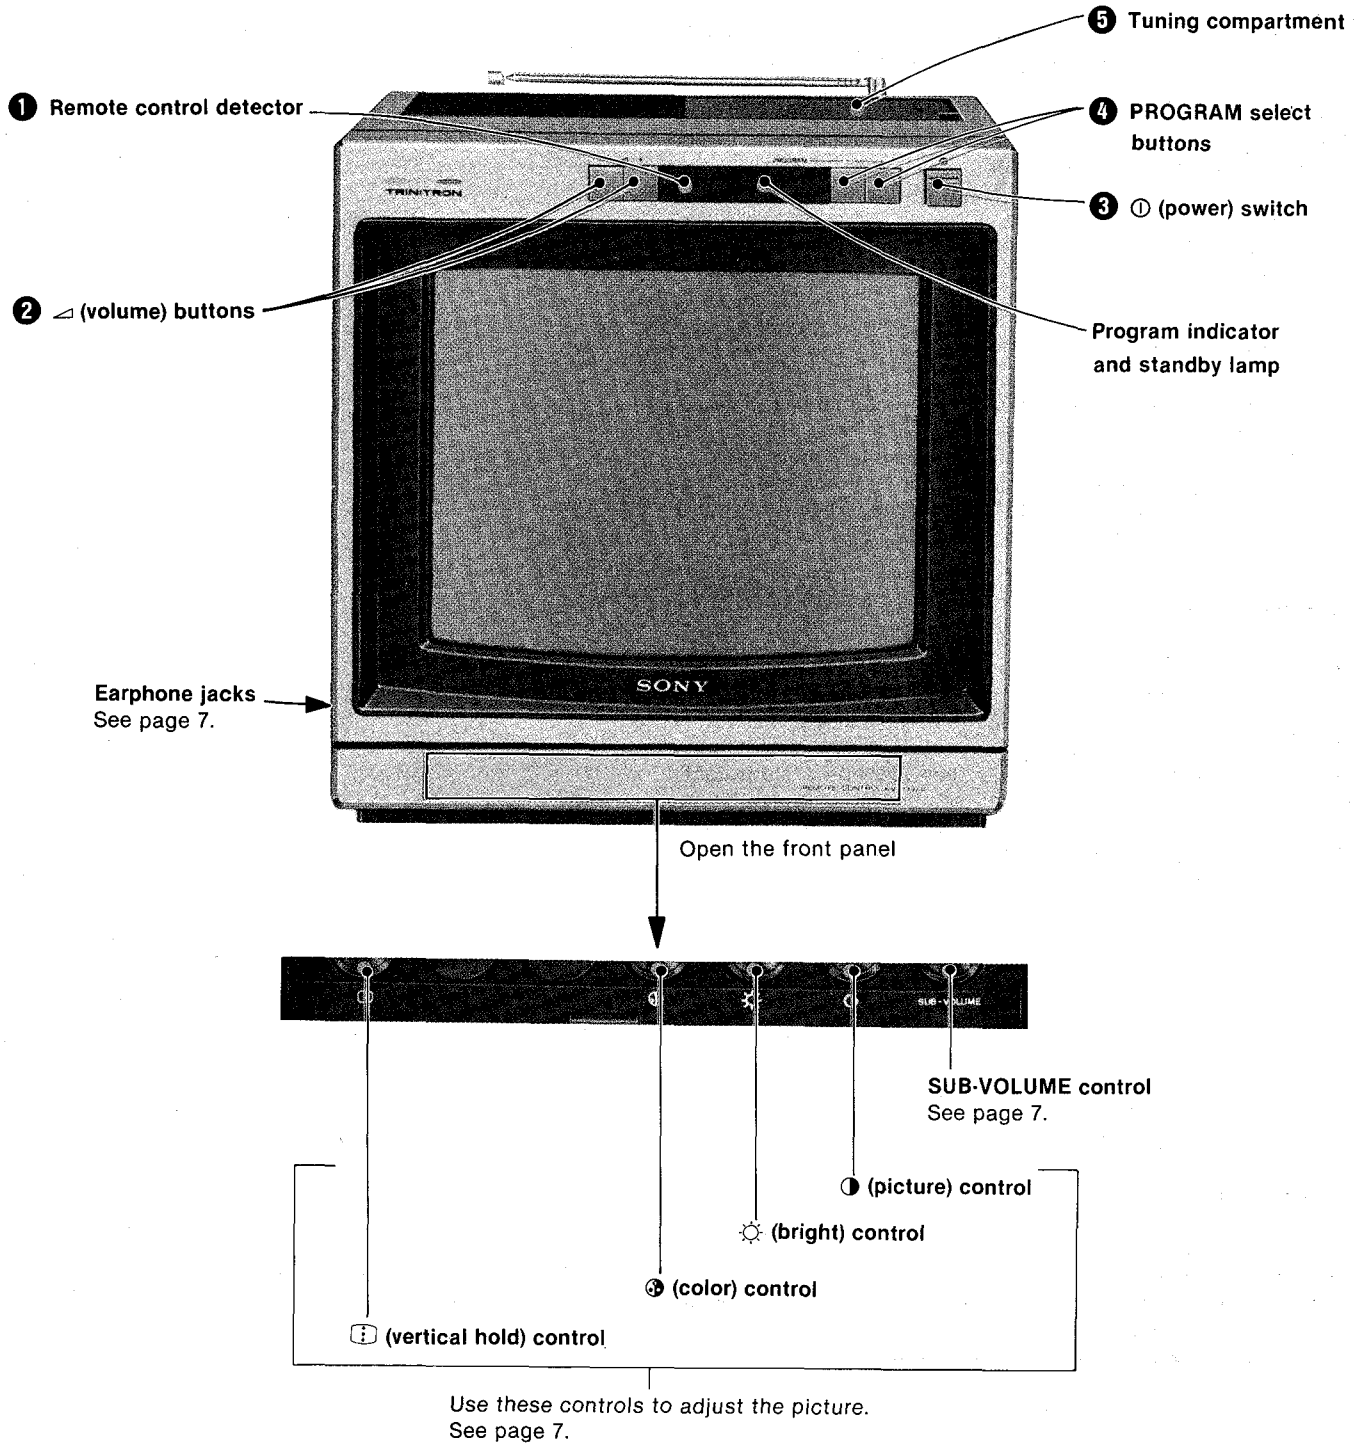 5 Tuning compartment
1 Remote control detector
4 PROGRAM select
buttons
PROGRAM
TRINITRON
3 (power) switch
2 (volume) buttons
Program indicator
and standby lamp
SONY
Earphone jacks
See page 7.
REMOTE CONTROL
Open the front panel
SUB-VOLUME
SUB-VOLUME control
See page 7.
(picture) control
(bright) control
(color) control
(vertical hold) control
Use these controls to adjust the picture.
See page 7.